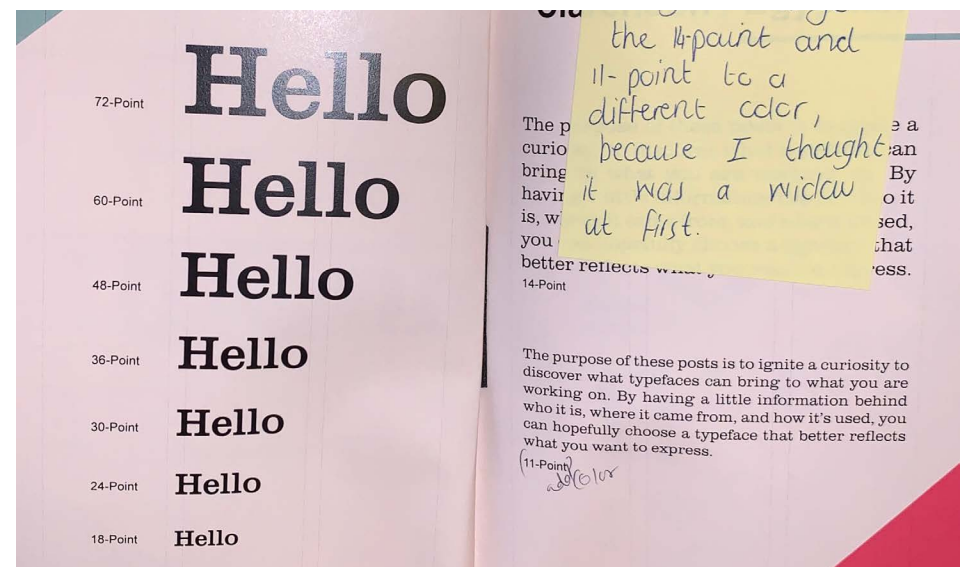 72-Point Hello
60-Point Hello
48-Point Hello
36-Point Hello
30-Point Hello
24-Point Hello
18-Point Hello
the 14-point and
11-point to a
different color,
because I thought
it was a widow
at first.
The p e a
curio an
bring By
havin o it
is, w sed,
you that
better reflects ess.
14-Point
The purpose of these posts is to ignite a curiosity to
discover what typefaces can bring to what you are
working on. By having a little information behind
who it is, where it came from, and how it's used, you
can hopefully choose a typeface that better reflects
what you want to express.
(11-Point)
add color